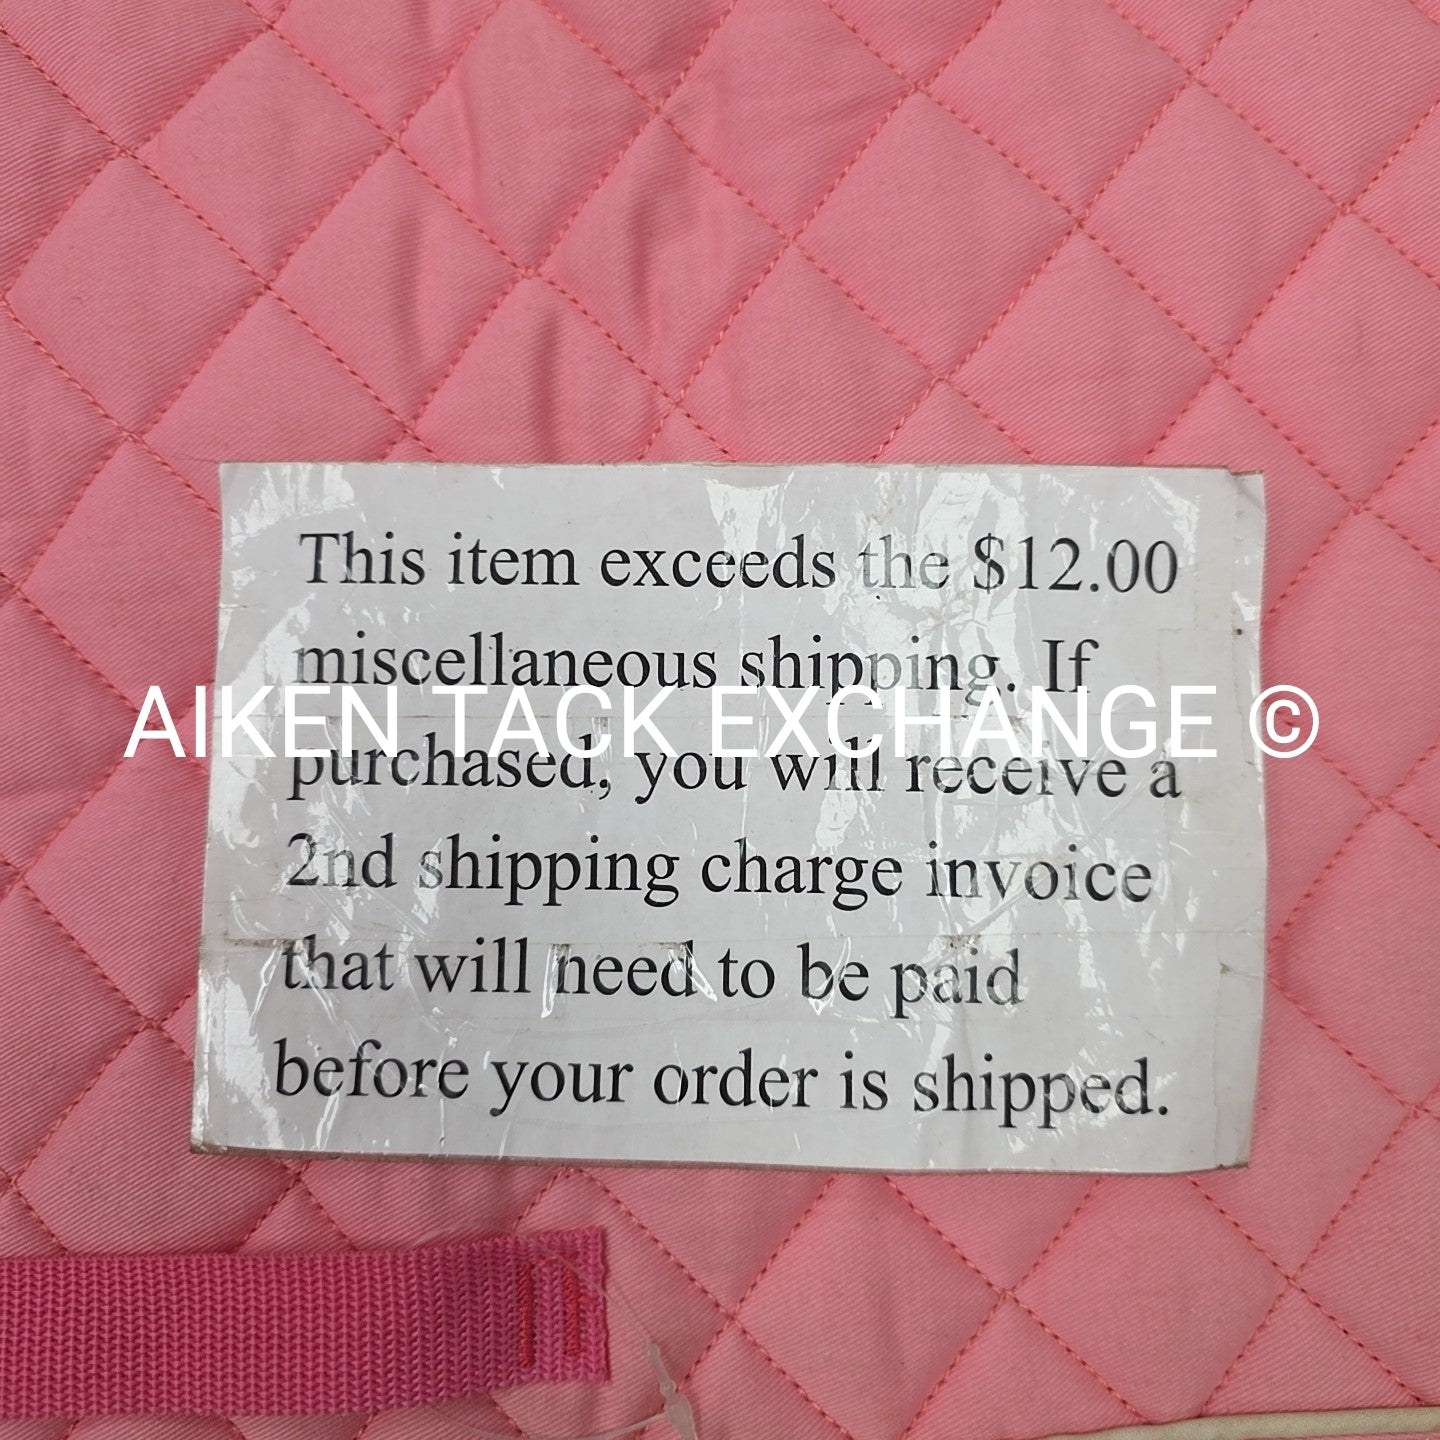 This item exceeds the $12.00
miscellaneous shipping. If
AIKEN TACK EXCHANGE ©
purchased, you will receive a
2nd shipping charge invoice
that will need to be paid
before your order is shipped.